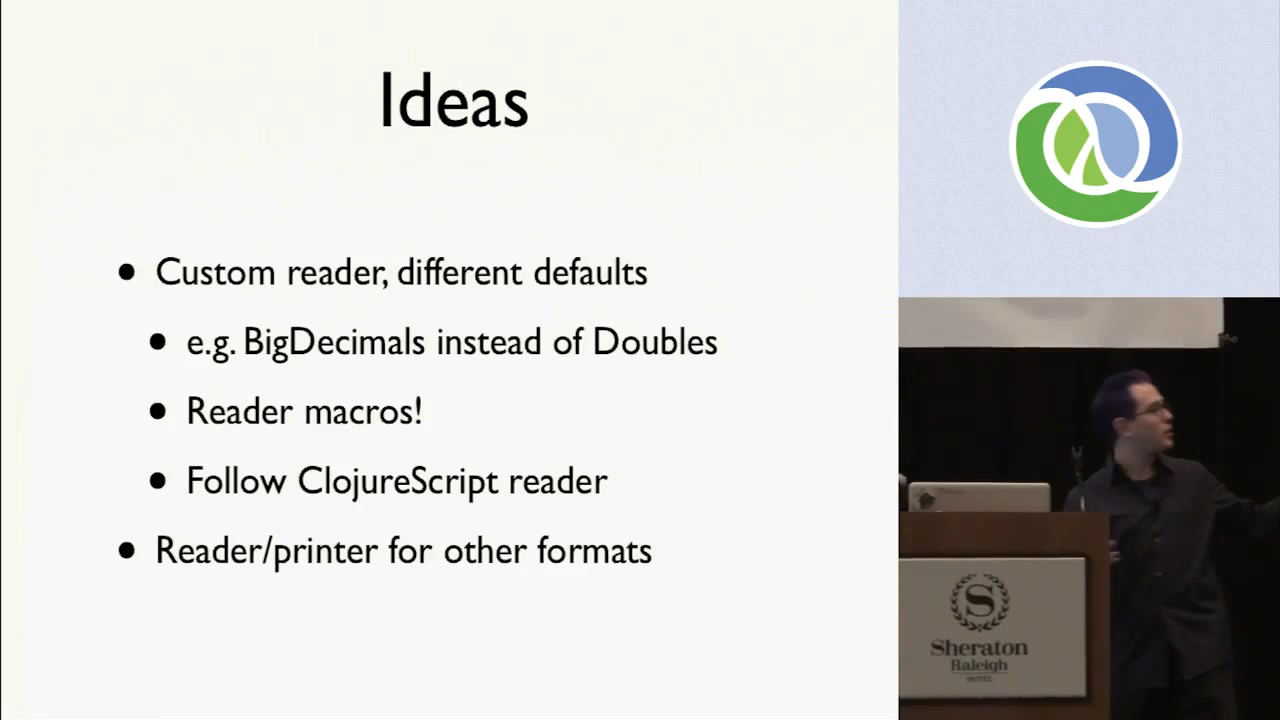 Ideas
• Custom reader, different defaults
• e.g. BigDecimals instead of Doubles
• Reader macros!
• Follow ClojureScript reader
• Reader/printer for other formats
S
Sheraton
Raleigh
HOTEL